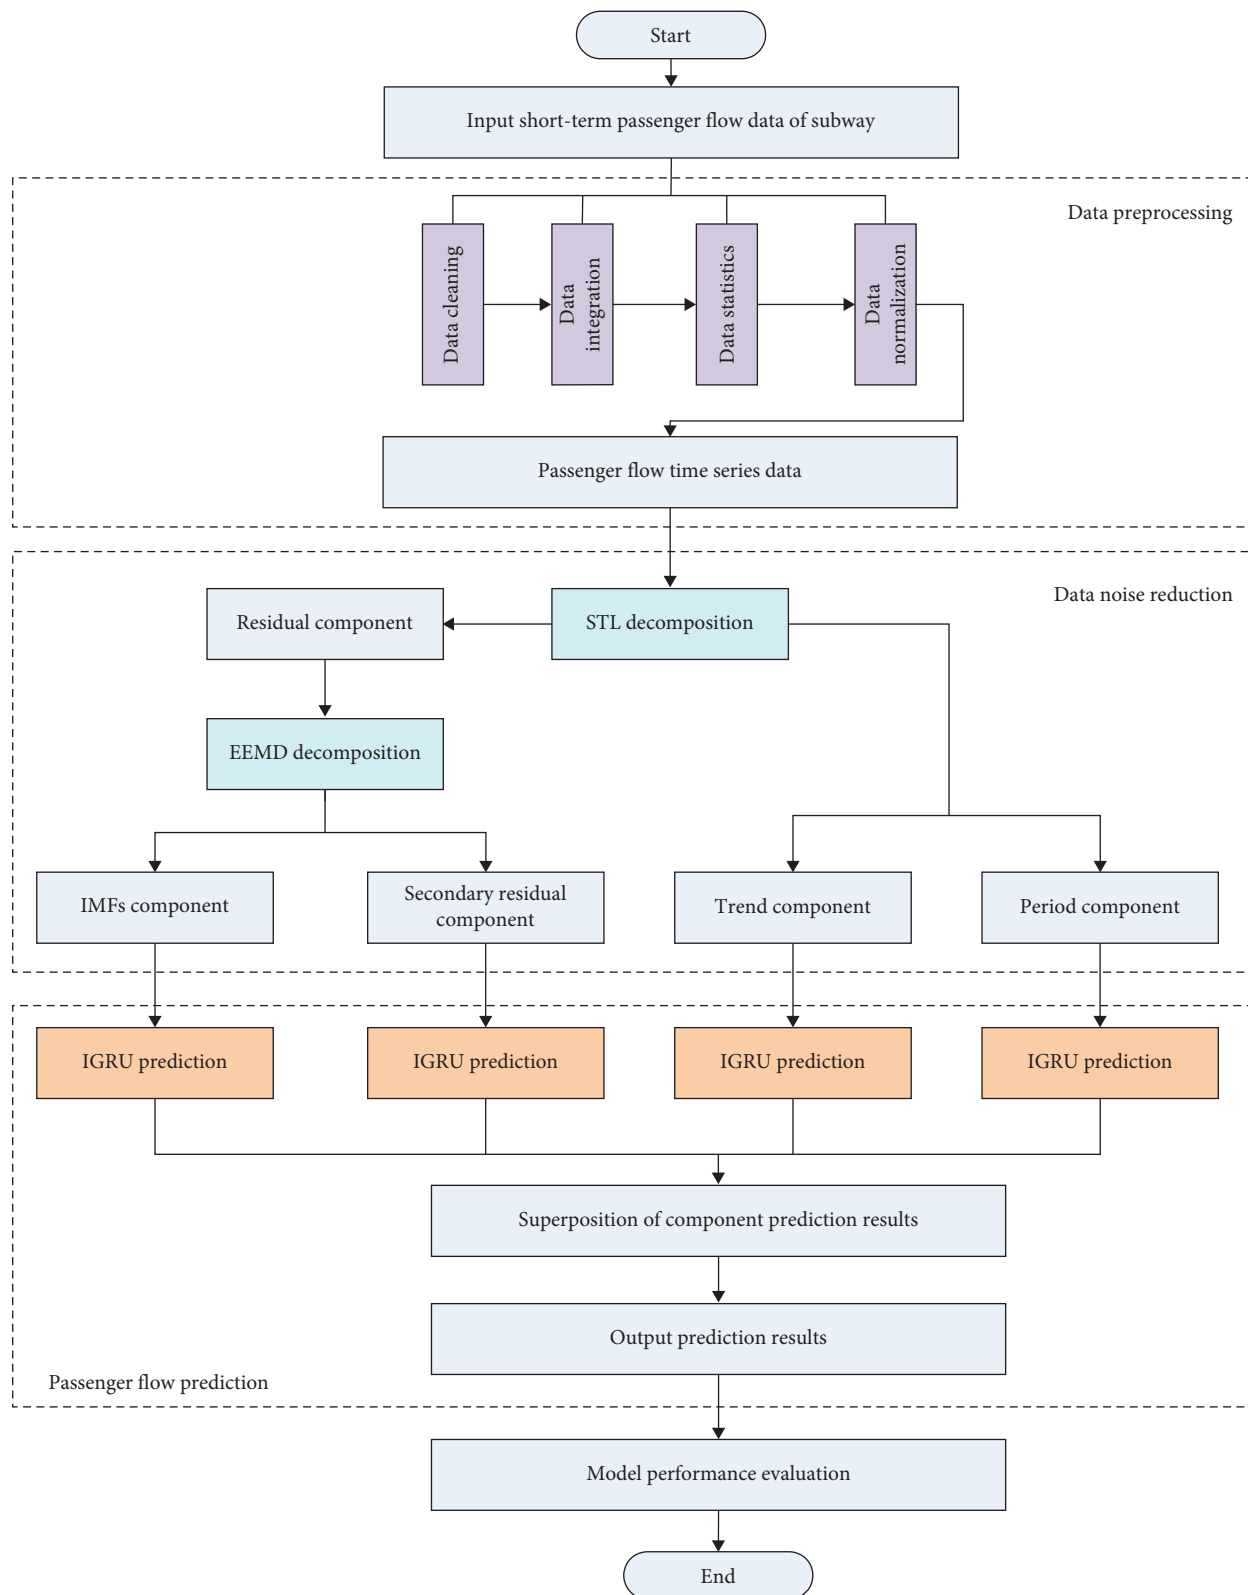 Start
Input short-term passenger flow data of subway
Data preprocessing
Data cleaning
Data
integration
Data statistics
Data
normalization
Passenger flow time series data
Data noise reduction
Residual component
STL decomposition
EEMD decomposition
IMFs component
Secondary residual
component
Trend component
Period component
IGRU prediction
IGRU prediction
IGRU prediction
IGRU prediction
Superposition of component prediction results
Output prediction results
Passenger flow prediction
Model performance evaluation
End